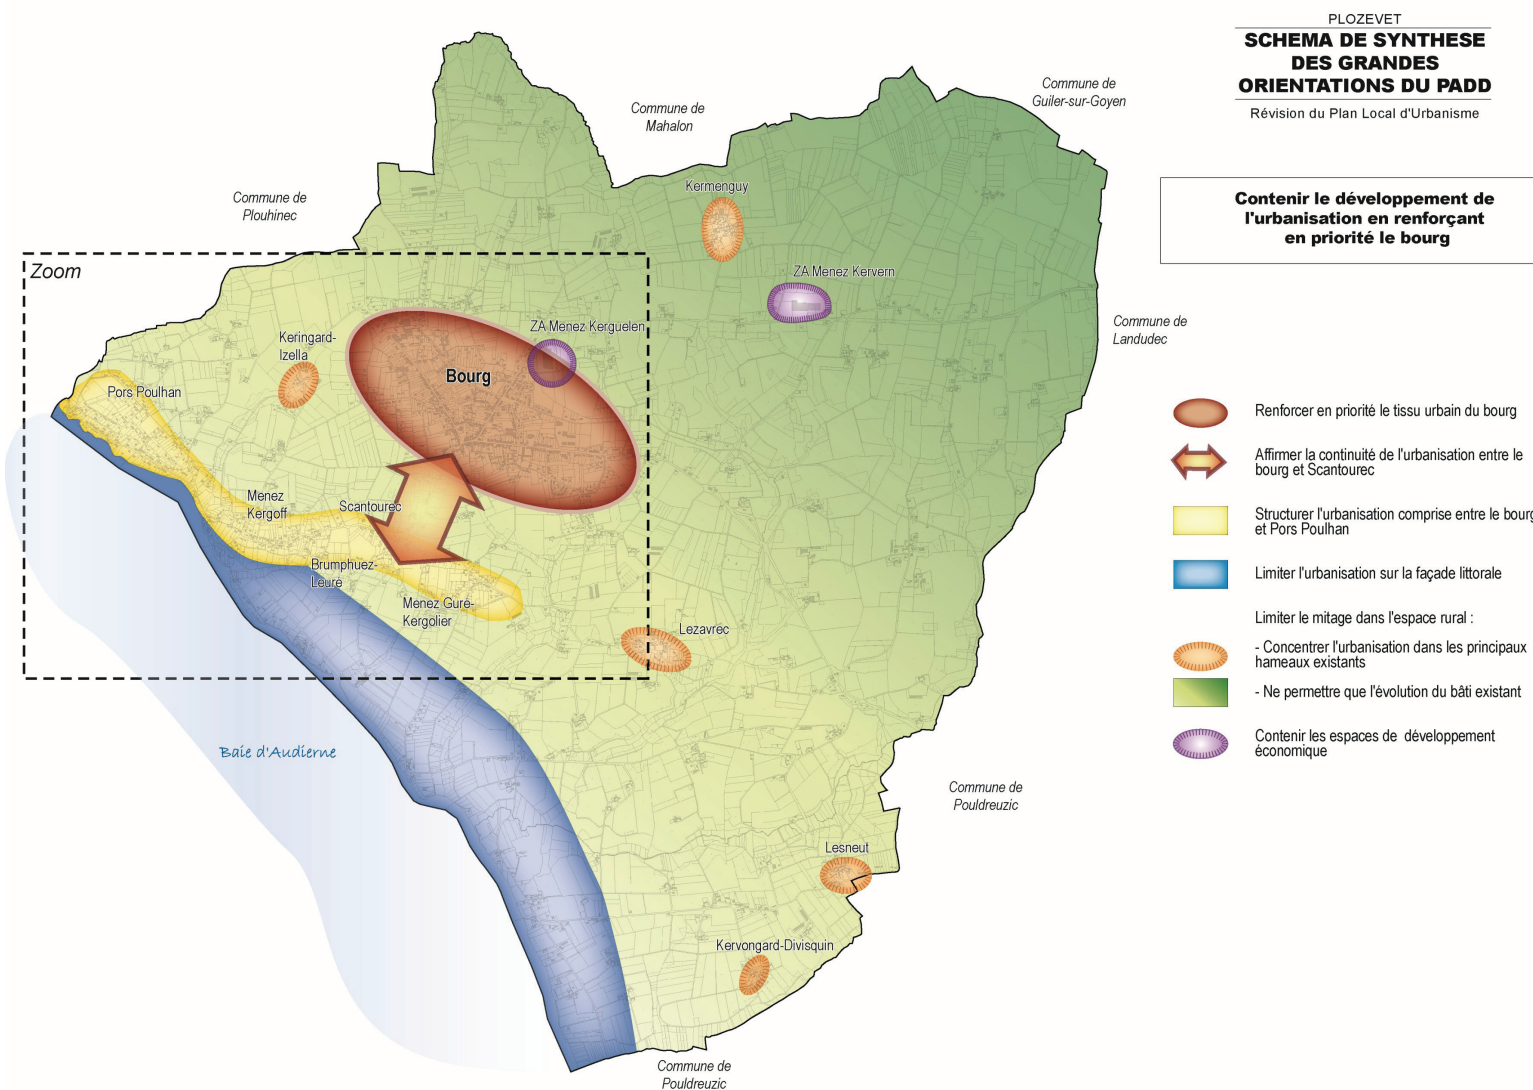 PLOZEVET
SCHEMA DE SYNTHESE
DES GRANDES
ORIENTATIONS DU PADD
Révision du Plan Local d'Urbanisme
Contenir le développement de
l'urbanisation en renforçant
en priorité le bourg
Commune de
Guiler-sur-Goyen
Commune de
Mahalon
Commune de
Plouhinec
Kermenguy
Zoom
ZA Menez Kervern
Commune de
Landudec
ZA Menez Kerguelen
Keringard-
Izella
Bourg
Pors Poulhan
Menez
Kergoff
Scantourec
Brumphuez-
Leuré
Menez Guré-
Kergolier
Lezavrec
Baie d'Audierne
Commune de
Pouldreuzic
Lesneut
Kervongard-Divisquin
Commune de
Pouldreuzic
Renforcer en priorité le tissu urbain du bourg
Affirmer la continuité de l'urbanisation entre le
bourg et Scantourec
Structurer l'urbanisation comprise entre le bourg
et Pors Poulhan
Limiter l'urbanisation sur la façade littorale
Limiter le mitage dans l'espace rural :
- Concentrer l'urbanisation dans les principaux
hameaux existants
- Ne permettre que l'évolution du bâti existant
Contenir les espaces de développement
économique